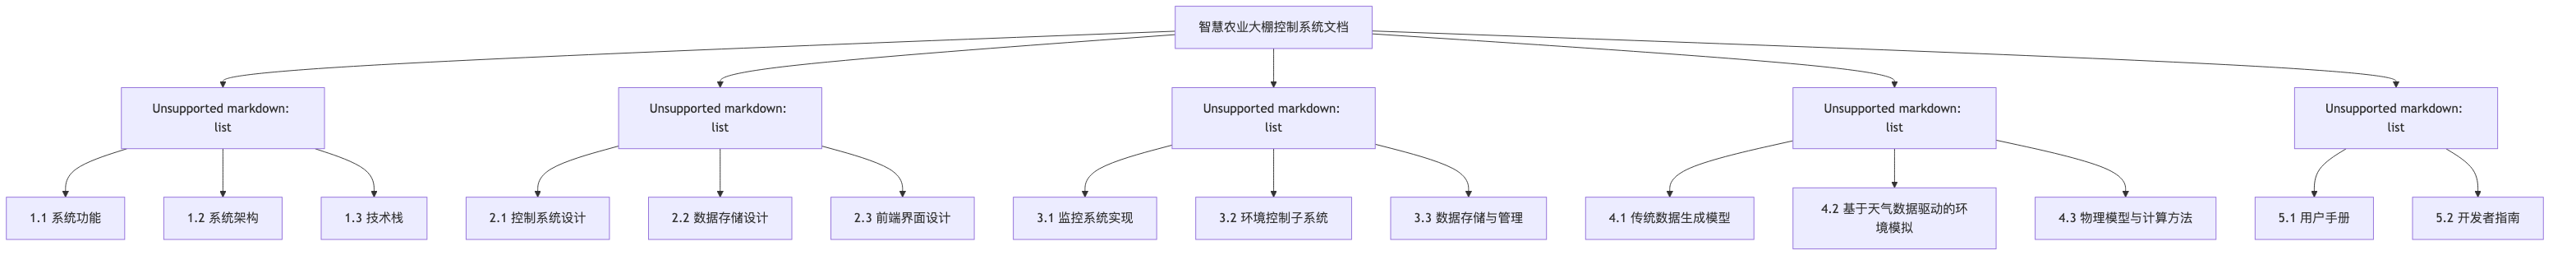 智慧农业大棚控制系统文档
Unsupported markdown:
list
Unsupported markdown:
list
Unsupported markdown:
list
Unsupported markdown:
list
Unsupported markdown:
list
1.1 系统功能
1.2 系统架构
1.3 技术栈
2.1 控制系统设计
2.2 数据存储设计
2.3 前端界面设计
3.1 监控系统实现
3.2 环境控制子系统
3.3 数据存储与管理
4.1 传统数据生成模型
4.2 基于天气数据驱动的环
境模拟
4.3 物理模型与计算方法
5.1 用户手册
5.2 开发者指南